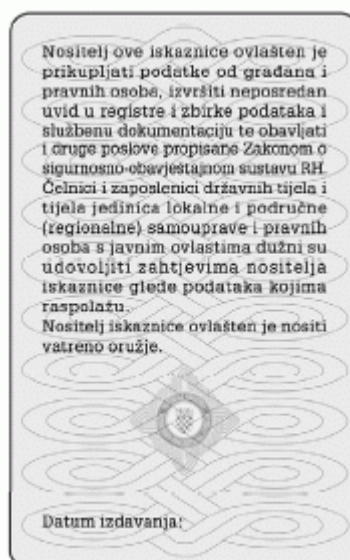 Nositelj ove iskaznice ovlašten je
prikupljati podatke od građana i
pravnih osoba, izvršiti neposredan
uvid u registre i zbirke podataka i
službenu dokumentaciju te obavljati
i druge poslove propisane Zakonom o
sigurnosno-obavještajnom sustavu RH.
Čelnici i zaposlenici državnih tijela i
tijela jedinica lokalne i područne
(regionalne) samouprave i pravnih
osoba s javnim ovlastima dužni su
udovoljiti zahtjevima nositelja
iskaznice glede podataka kojima
raspolažu.
Nositelj iskaznice ovlašten je nositi
vatreno oružje.
Datum izdavanja: